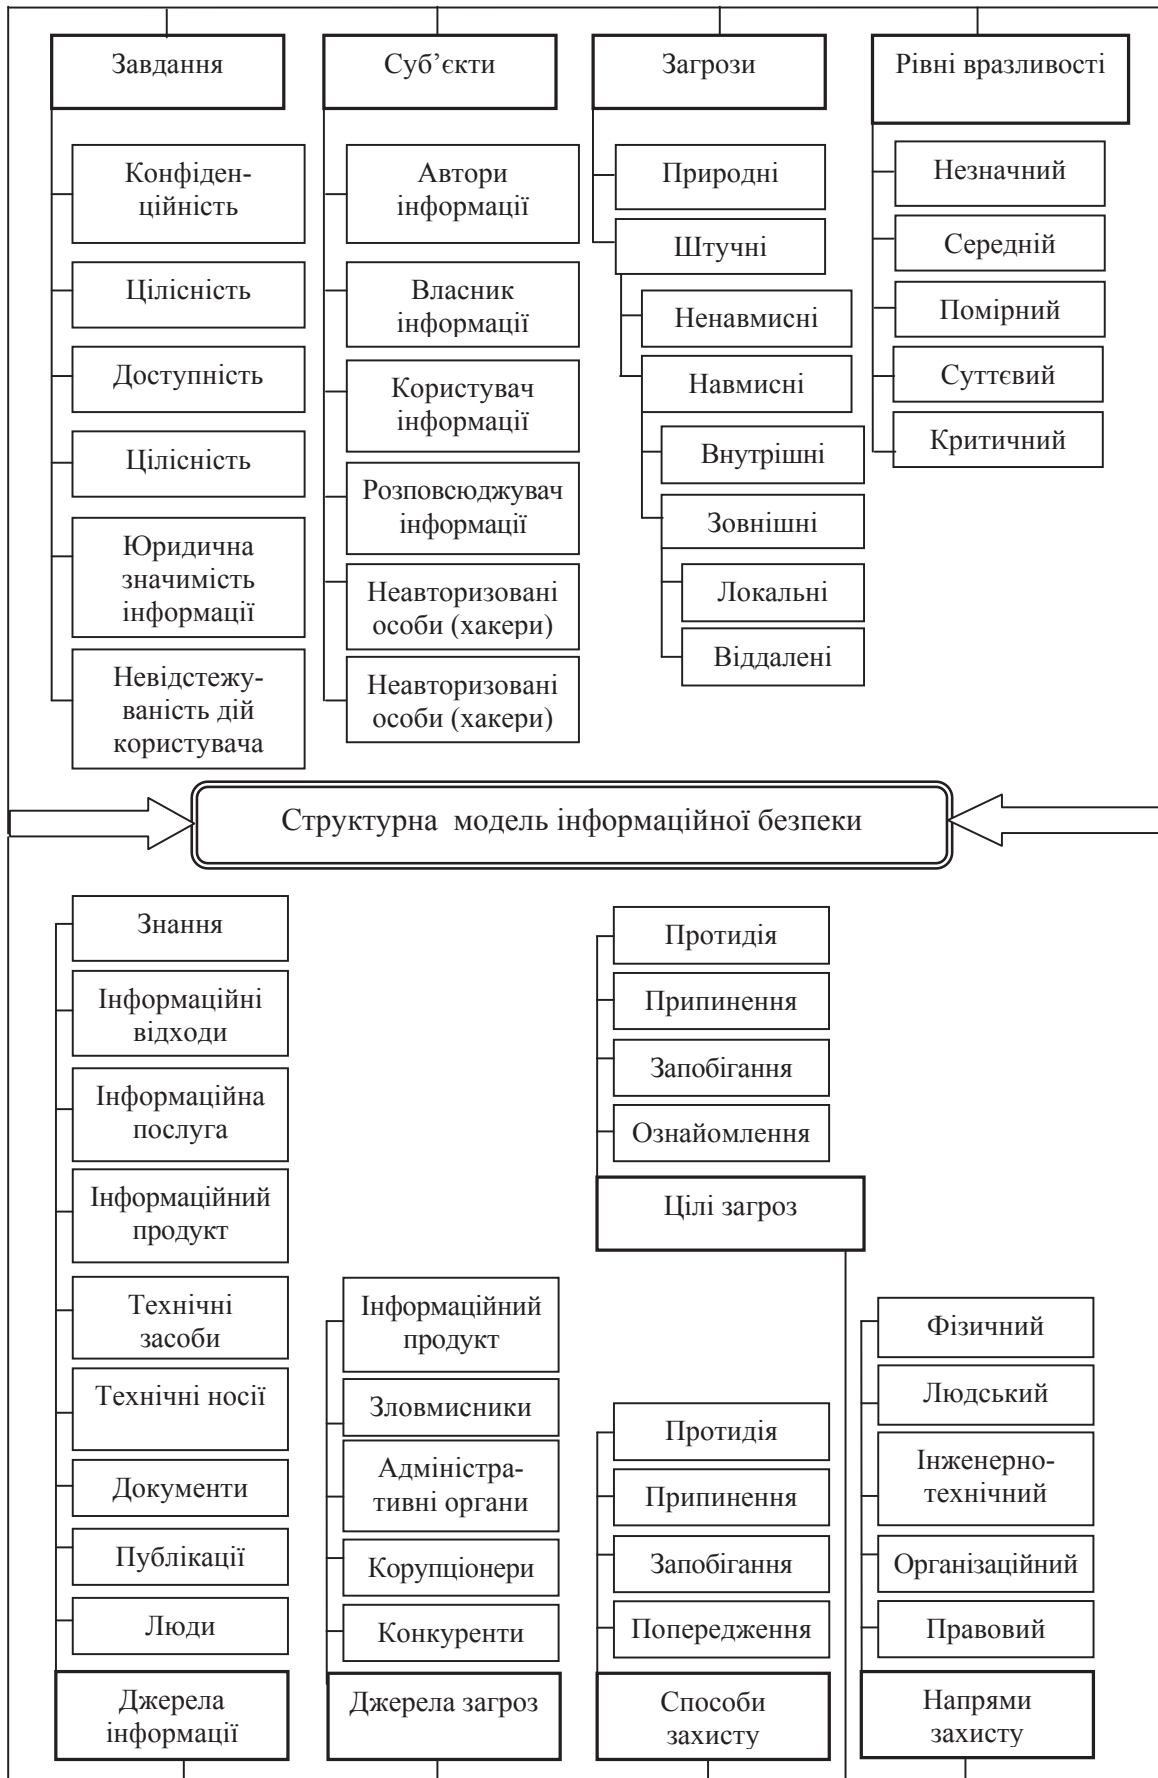 Завдання
Конфіден-
ційність
Цілісність
Доступність
Цілісність
Юридична
значимість
інформації
Невідстежу-
ваність дій
користувача
Суб’єкти
Автори
інформації
Власник
інформації
Користувач
інформації
Розповсюджувач
інформації
Неавторизовані
особи (хакери)
Неавторизовані
особи (хакери)
Загрози
Природні
Штучні
Ненавмисні
Навмисні
Внутрішні
Зовнішні
Локальні
Віддалені
Рівні вразливості
Незначний
Середній
Помірний
Суттєвий
Критичний
Структурна модель інформаційної безпеки
Знання
Інформаційні
відходи
Інформаційна
послуга
Інформаційний
продукт
Технічні
засоби
Технічні носії
Документи
Публікації
Люди
Джерела
інформації
Інформаційний
продукт
Зловмисники
Адміністра-
тивні органи
Корупціонери
Конкуренти
Джерела загроз
Протидія
Припинення
Запобігання
Ознайомлення
Цілі загроз
Протидія
Припинення
Запобігання
Попередження
Способи
захисту
Фізичний
Людський
Інженерно-
технічний
Організаційний
Правовий
Напрями
захисту